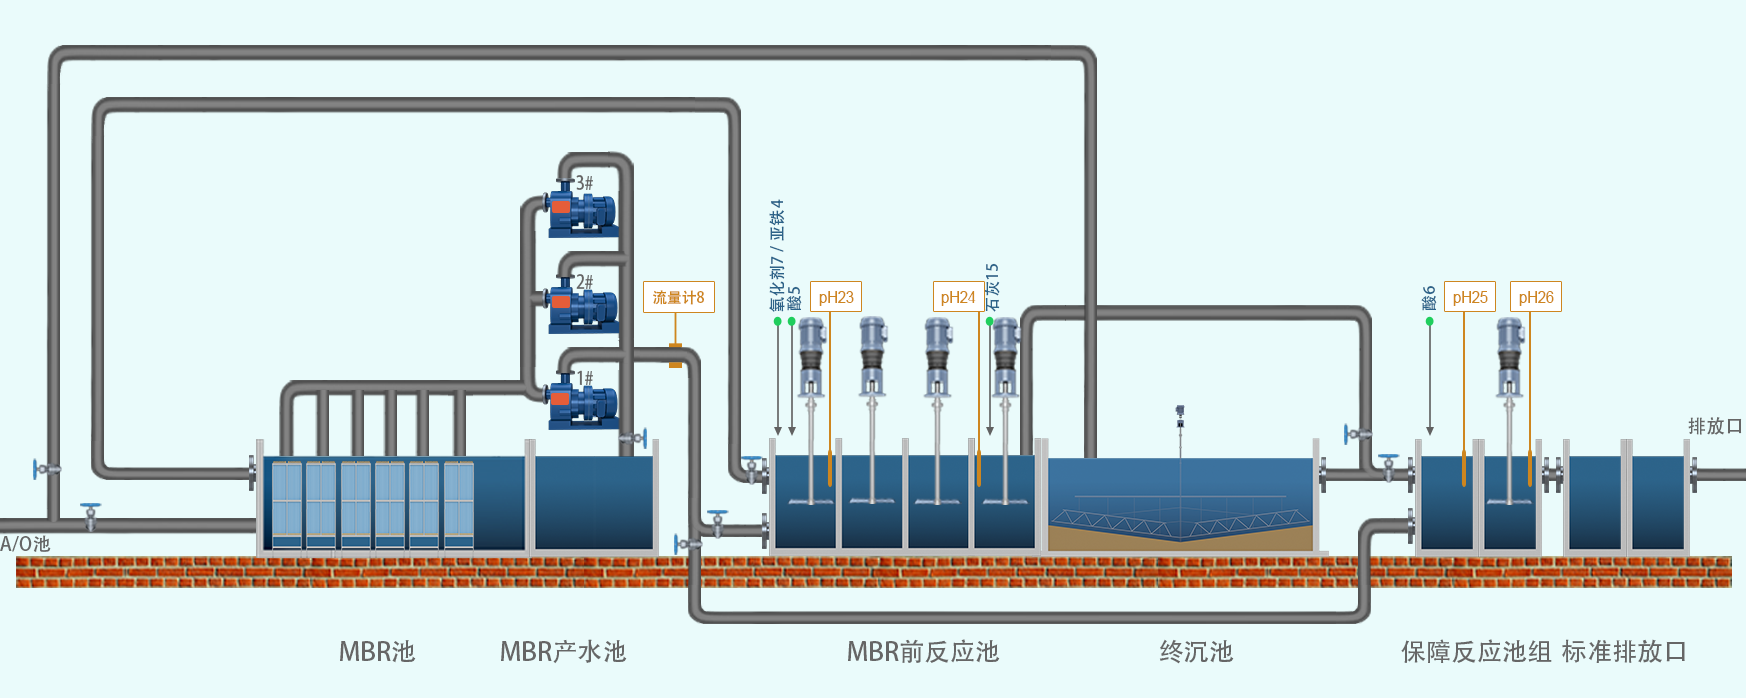 3#
2#
1#
流量计8
氧化剂7 / 亚铁4
酸5
pH23
pH24
石灰15
酸6
pH25
pH26
排放口
A/O池
MBR池
MBR产水池
MBR前反应池
终沉池
保障反应池组
标准排放口